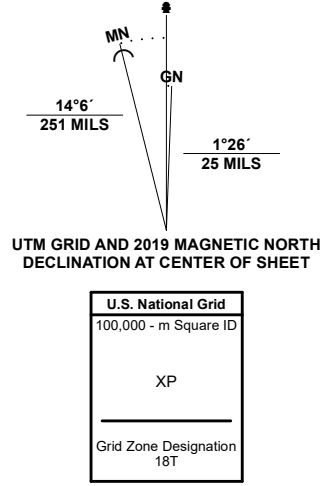 MN
GN
14°6´
251 MILS
1°26´
25 MILS
UTM GRID AND 2019 MAGNETIC NORTH
DECLINATION AT CENTER OF SHEET
U.S. National Grid
100,000 - m Square ID
XP
Grid Zone Designation
18T